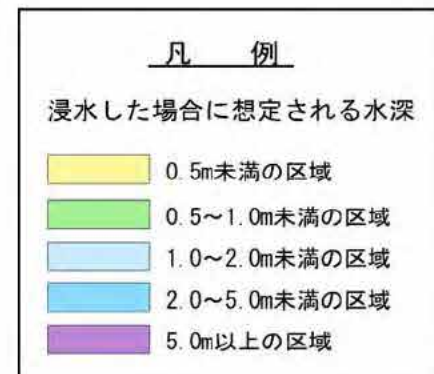 凡　例
浸水した場合に想定される水深
0.5m未満の区域
0.5～1.0m未満の区域
1.0～2.0m未満の区域
2.0～5.0m未満の区域
5.0m以上の区域